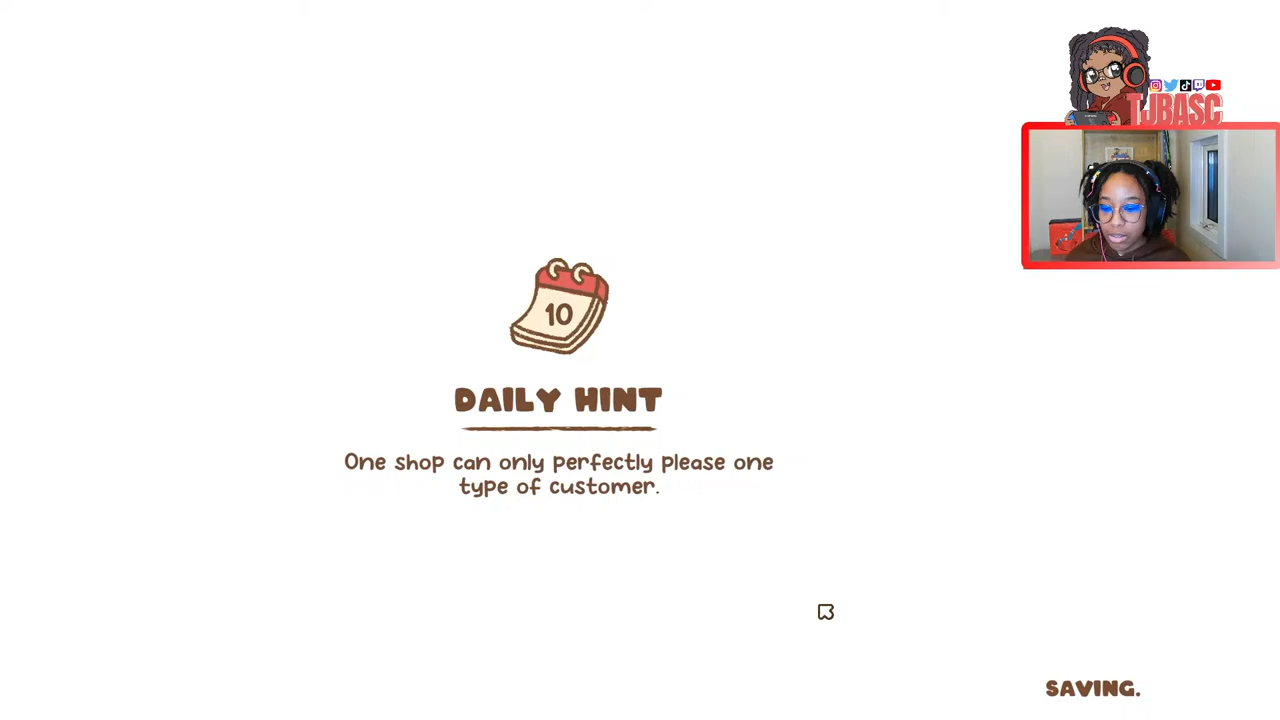 TJBASC
10
DAILY HINT
One shop can only perfectly please one
type of customer.
SAVING.